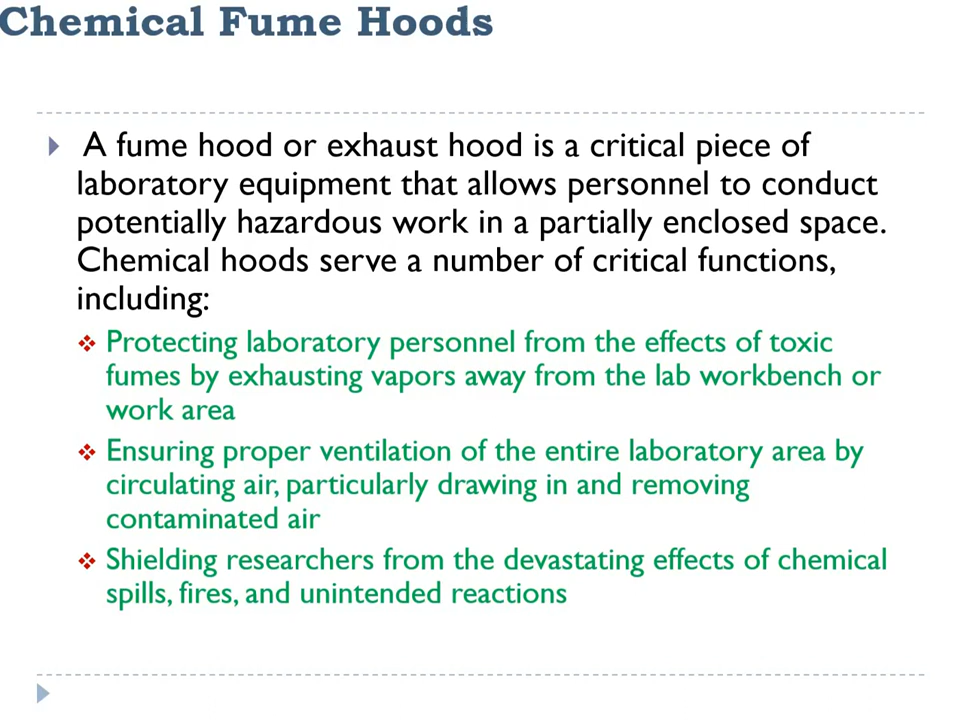 Chemical Fume Hoods
A fume hood or exhaust hood is a critical piece of
laboratory equipment that allows personnel to conduct
potentially hazardous work in a partially enclosed space.
Chemical hoods serve a number of critical functions,
including:
Protecting laboratory personnel from the effects of toxic
fumes by exhausting vapors away from the lab workbench or
work area
Ensuring proper ventilation of the entire laboratory area by
circulating air, particularly drawing in and removing
contaminated air
Shielding researchers from the devastating effects of chemical
spills, fires, and unintended reactions